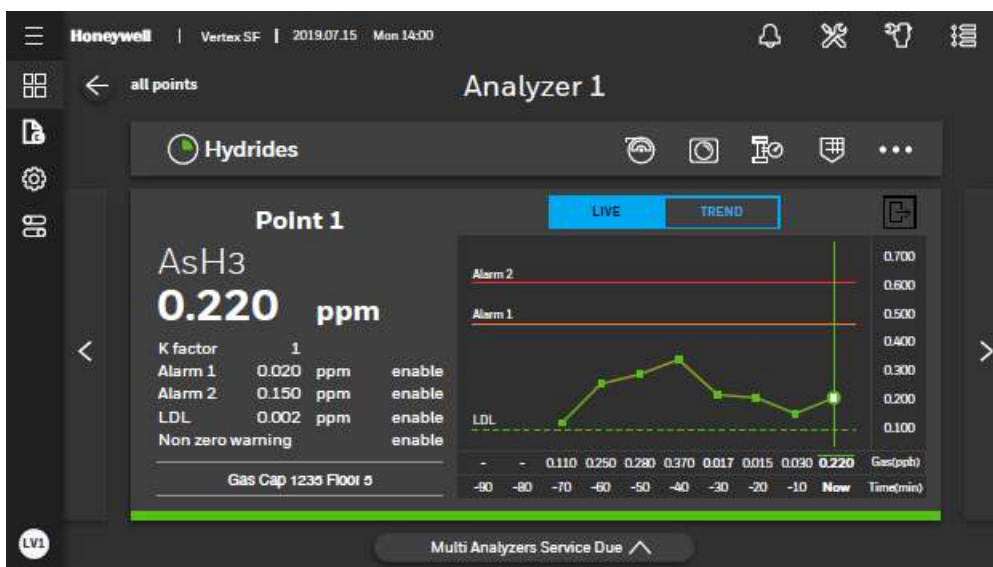 Honeywell | Vertex SF | 2019.07.15 Mon 14:00
all points
Analyzer 1
Hydrides
Point 1
LIVE TREND
AsH3
0.220 ppm
K factor 1
Alarm 1 0.020 ppm enable
Alarm 2 0.150 ppm enable
LDL 0.002 ppm enable
Non zero warning enable
Gas Cap 1235 Floor 5
Alarm 2
Alarm 1
LDL
0.700
0.600
0.500
0.400
0.300
0.200
0.100
- - 0.110 0.250 0.280 0.370 0.017 0.015 0.030 0.220 Gas(ppb)
-90 -80 -70 -60 -50 -40 -30 -20 -10 Now Time(min)
LV1
Multi Analyzers Service Due